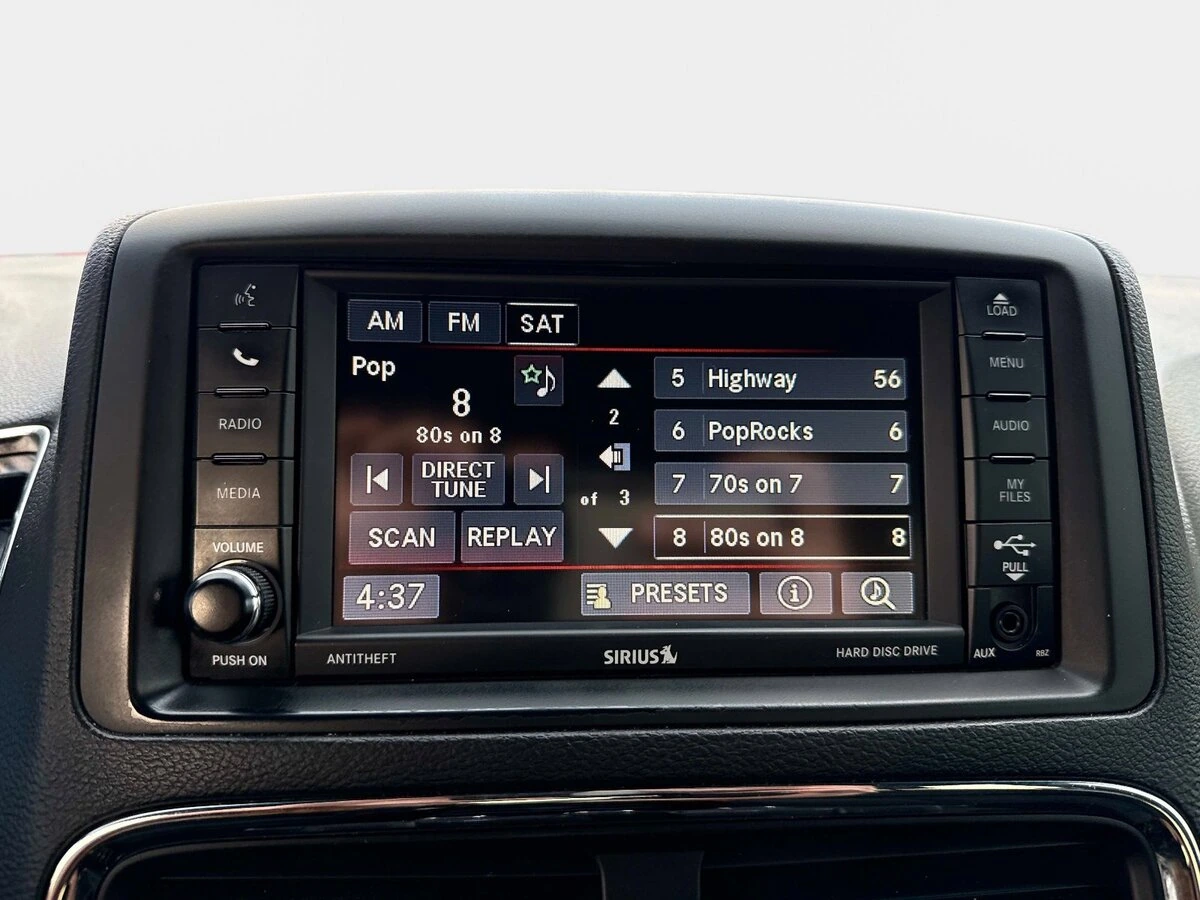 AM FM SAT
Pop
8
80s on 8
DIRECT
TUNE
SCAN REPLAY
4:37
2
of 3
5 Highway 56
6 PopRocks 6
7 70s on 7 7
8 80s on 8 8
PRESETS
i
RADIO
MEDIA
VOLUME
PUSH ON
LOAD
MENU
AUDIO
MY
FILES
PULL
AUX RBZ
ANTITHEFT SIRIUS HARD DISC DRIVE